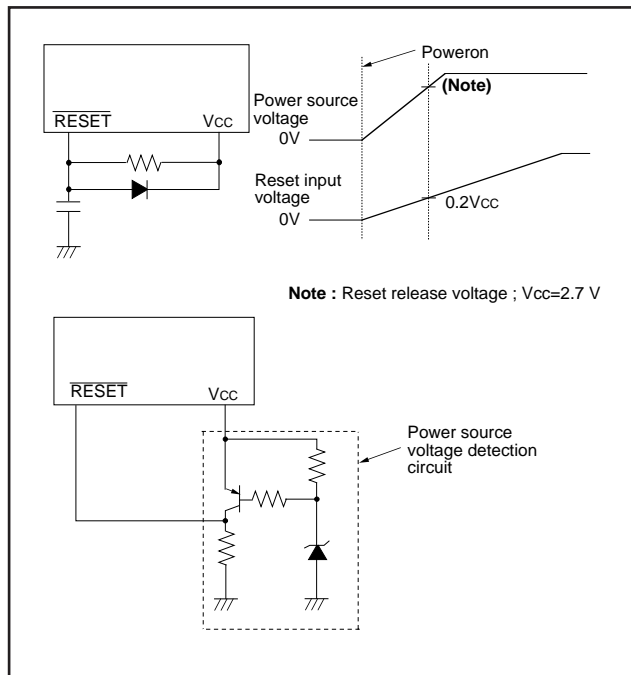 Poweron
(Note)
RESET
VCC
Power source
voltage
0V
Reset input
voltage
0V
0.2VCC
Note : Reset release voltage ; Vcc=2.7 V
RESET
VCC
Power source
voltage detection
circuit